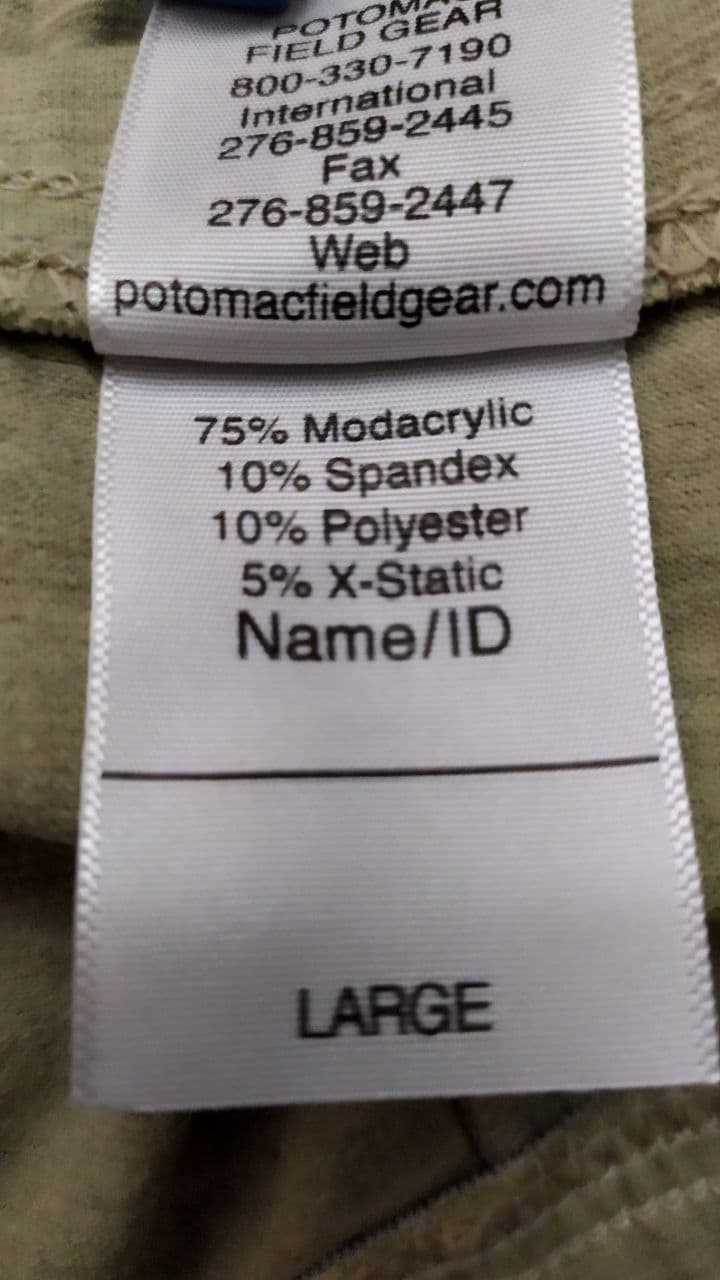 POTOMAC
FIELD GEAR
800-330-7190
International
276-859-2445
Fax
276-859-2447
Web
potomacfieldgear.com
75% Modacrylic
10% Spandex
10% Polyester
5% X-Static
Name/ID
LARGE